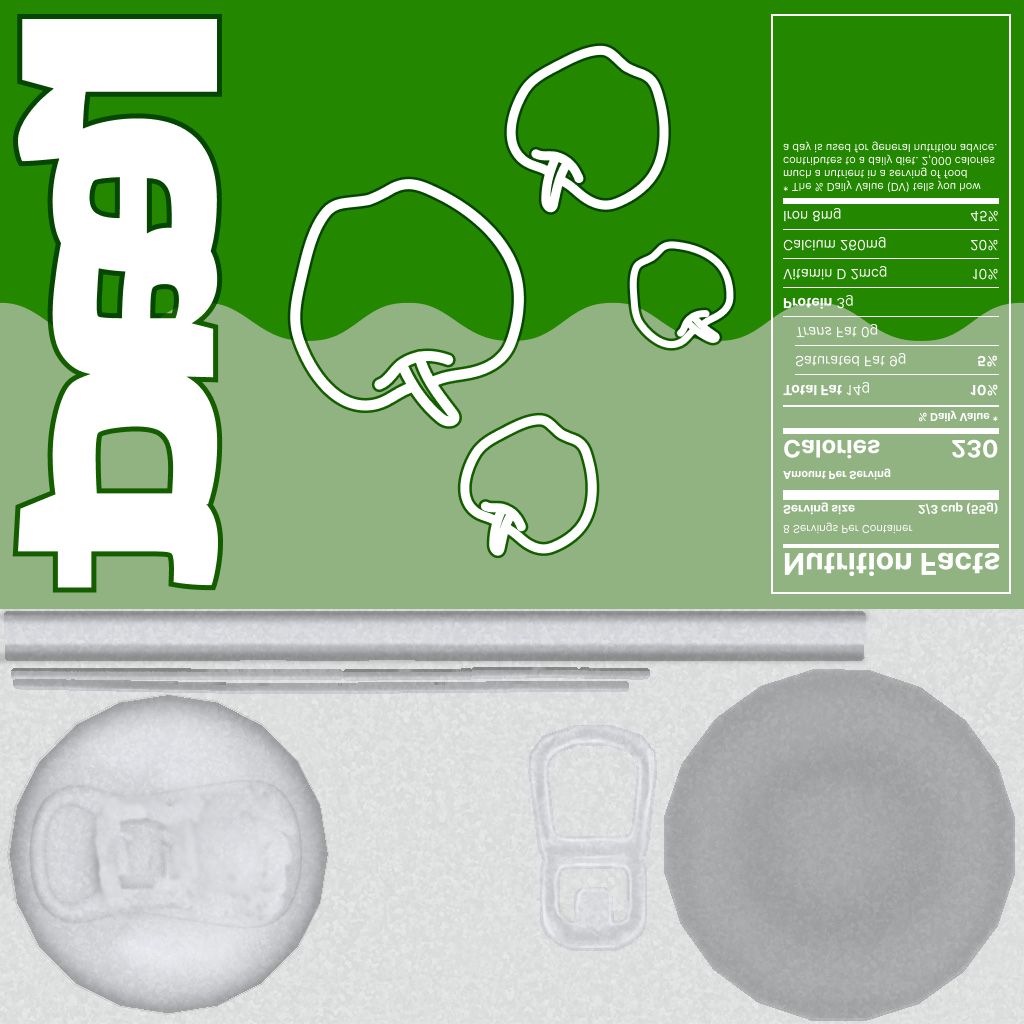 Nutrition Facts
8 Servings Per Container
Serving size 2/3 cup (55g)
Amount Per Serving
Calories 230
% Daily Value *
Total Fat 14g 10%
Saturated Fat 9g 5%
Trans Fat 0g
Protein 3g
Vitamin D 2mcg 10%
Calcium 260mg 20%
Iron 8mg 45%
* The % Daily Value (DV) tells you how
much a nutrient in a serving of food
contributes to a daily diet. 2,000 calories
a day is used for general nutrition advice.